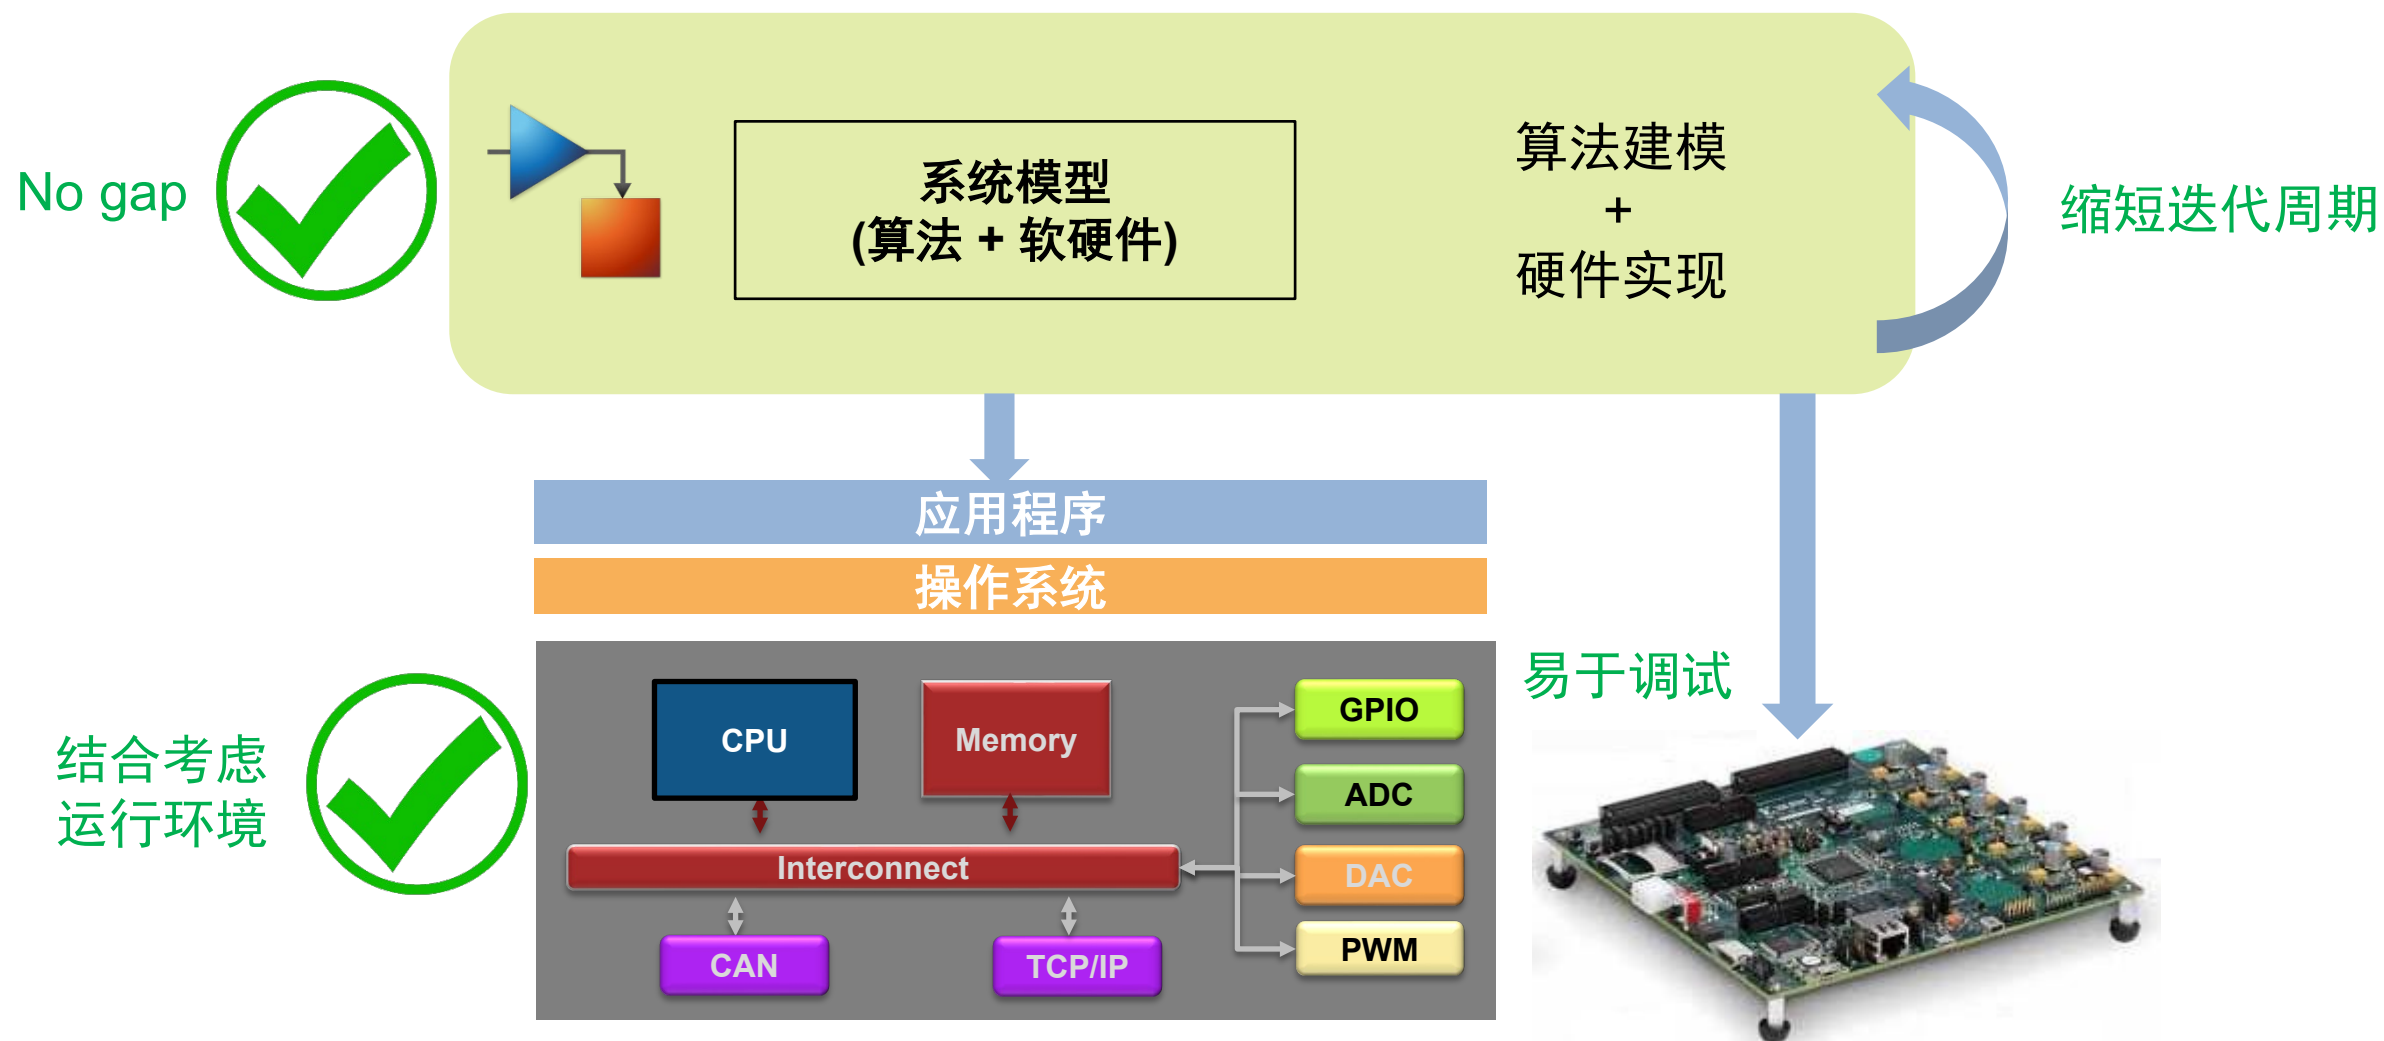 No gap
系统模型
(算法 + 软硬件)
算法建模
+
硬件实现
缩短迭代周期
应用程序
操作系统
结合考虑
运行环境
CPU
Memory
Interconnect
CAN
TCP/IP
GPIO
ADC
DAC
PWM
易于调试